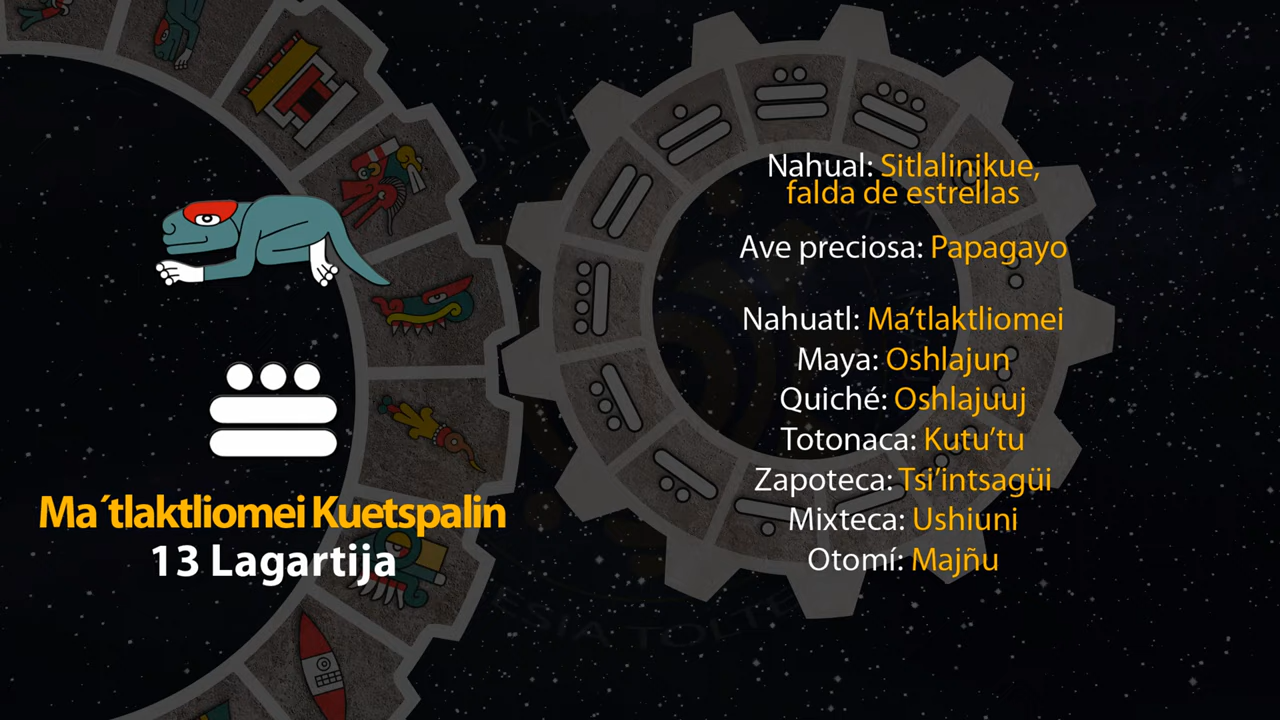 Ma´tlaktliomei Kuetspalin
13 Lagartija
Nahual: Sitlalinikue,
falda de estrellas
Ave preciosa: Papagayo
Nahuatl: Ma’tlaktliomei
Maya: Oshlajun
Quiché: Oshlajuuj
Totonaca: Kutu’tu
Zapoteca: Tsi’intsagüi
Mixteca: Ushiuni
Otomí: Majñu